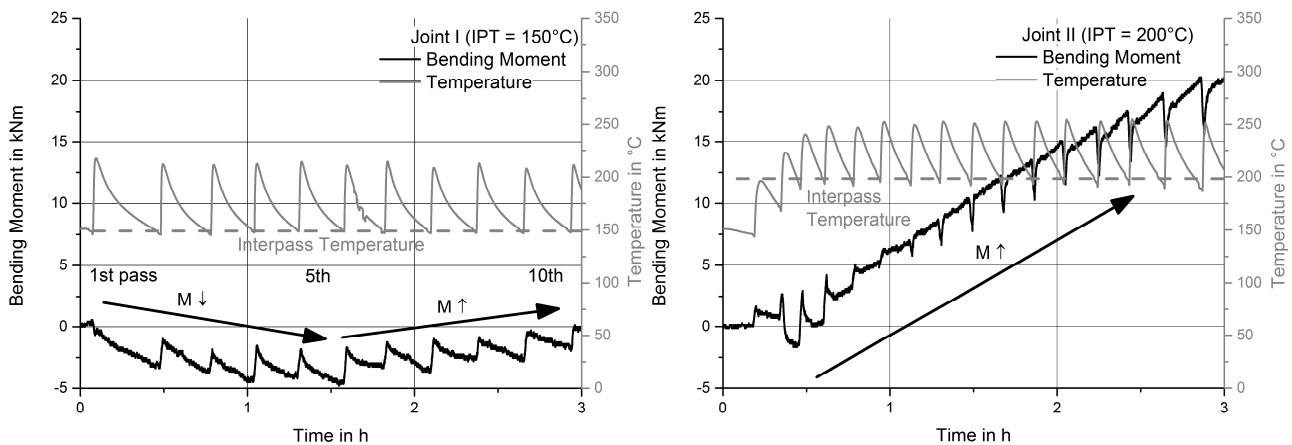 25
20
15
10
5
0
-5
Bending Moment in kNm
350
300
250
200
150
100
50
0
Temperature in °C
Joint I (IPT = 150°C)
Bending Moment
Temperature
Interpass Temperature
1st pass
5th
10th
M ↓
M ↑
0
1
2
3
Time in h
25
20
15
10
5
0
-5
Bending Moment in kNm
350
300
250
200
150
100
50
0
Temperature in °C
Joint II (IPT = 200°C)
Bending Moment
Temperature
Interpass
Temperature
M ↑
0
1
2
3
Time in h